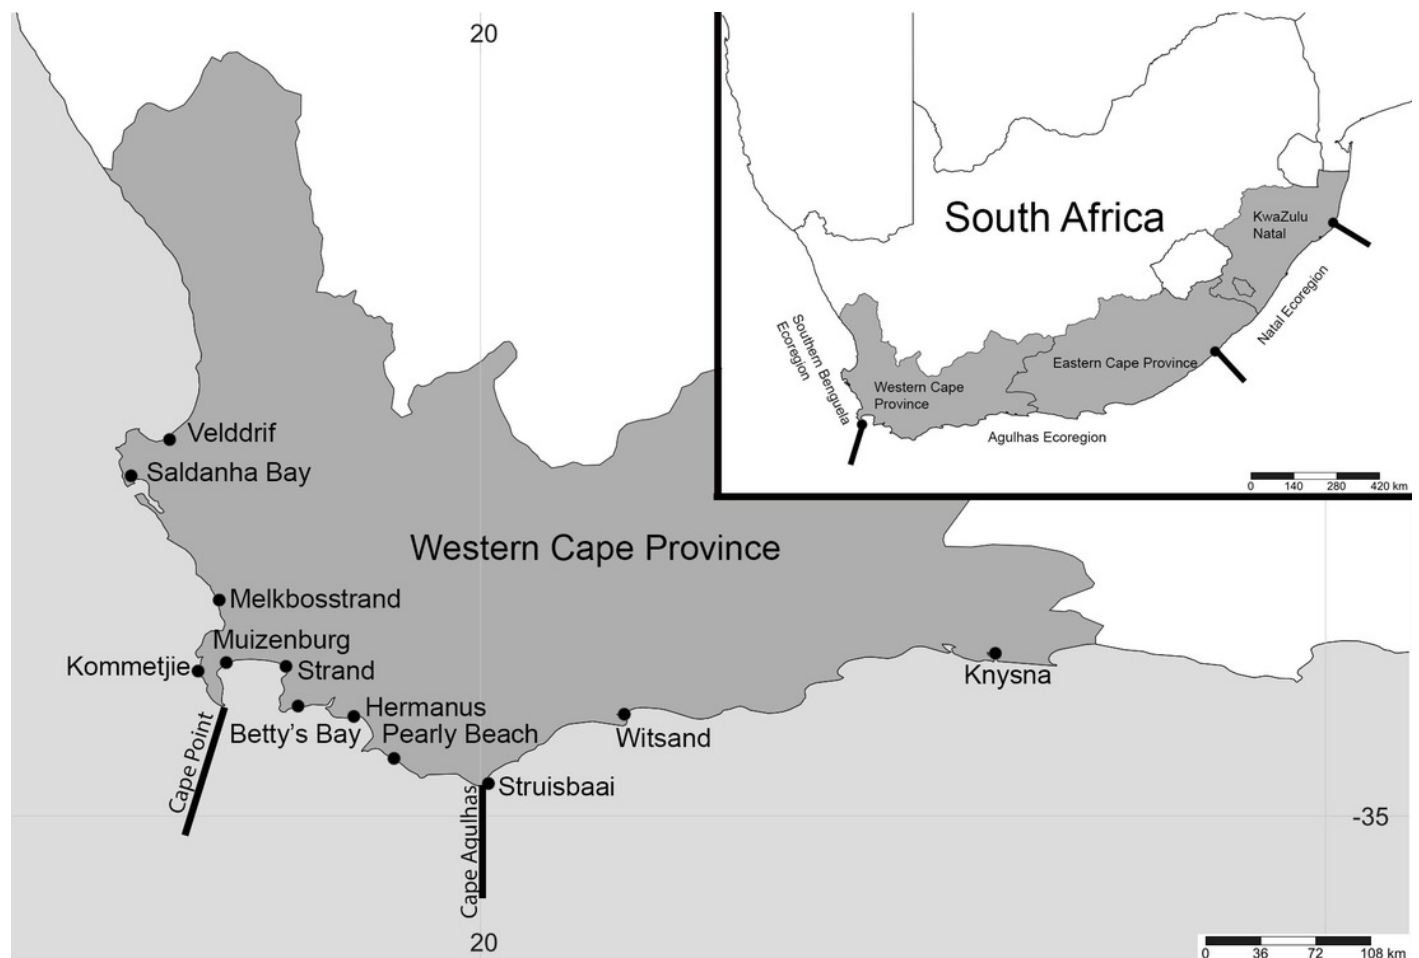 20
South Africa
KwaZulu
Natal
Natal Ecoregion
Southern Benguela
Ecoregion
Eastern Cape Province
Western Cape
Province
Agulhas Ecoregion
0 140 280 420 km
Velddrif
Saldanha Bay
Western Cape Province
Melkbosstrand
Muizenburg
Kommetjie
Strand
Knysna
Hermanus
Betty's Bay
Pearly Beach
Witsand
Cape Point
Struisbaai
Cape Aqulhas
-35
20
0 36 72 108 km